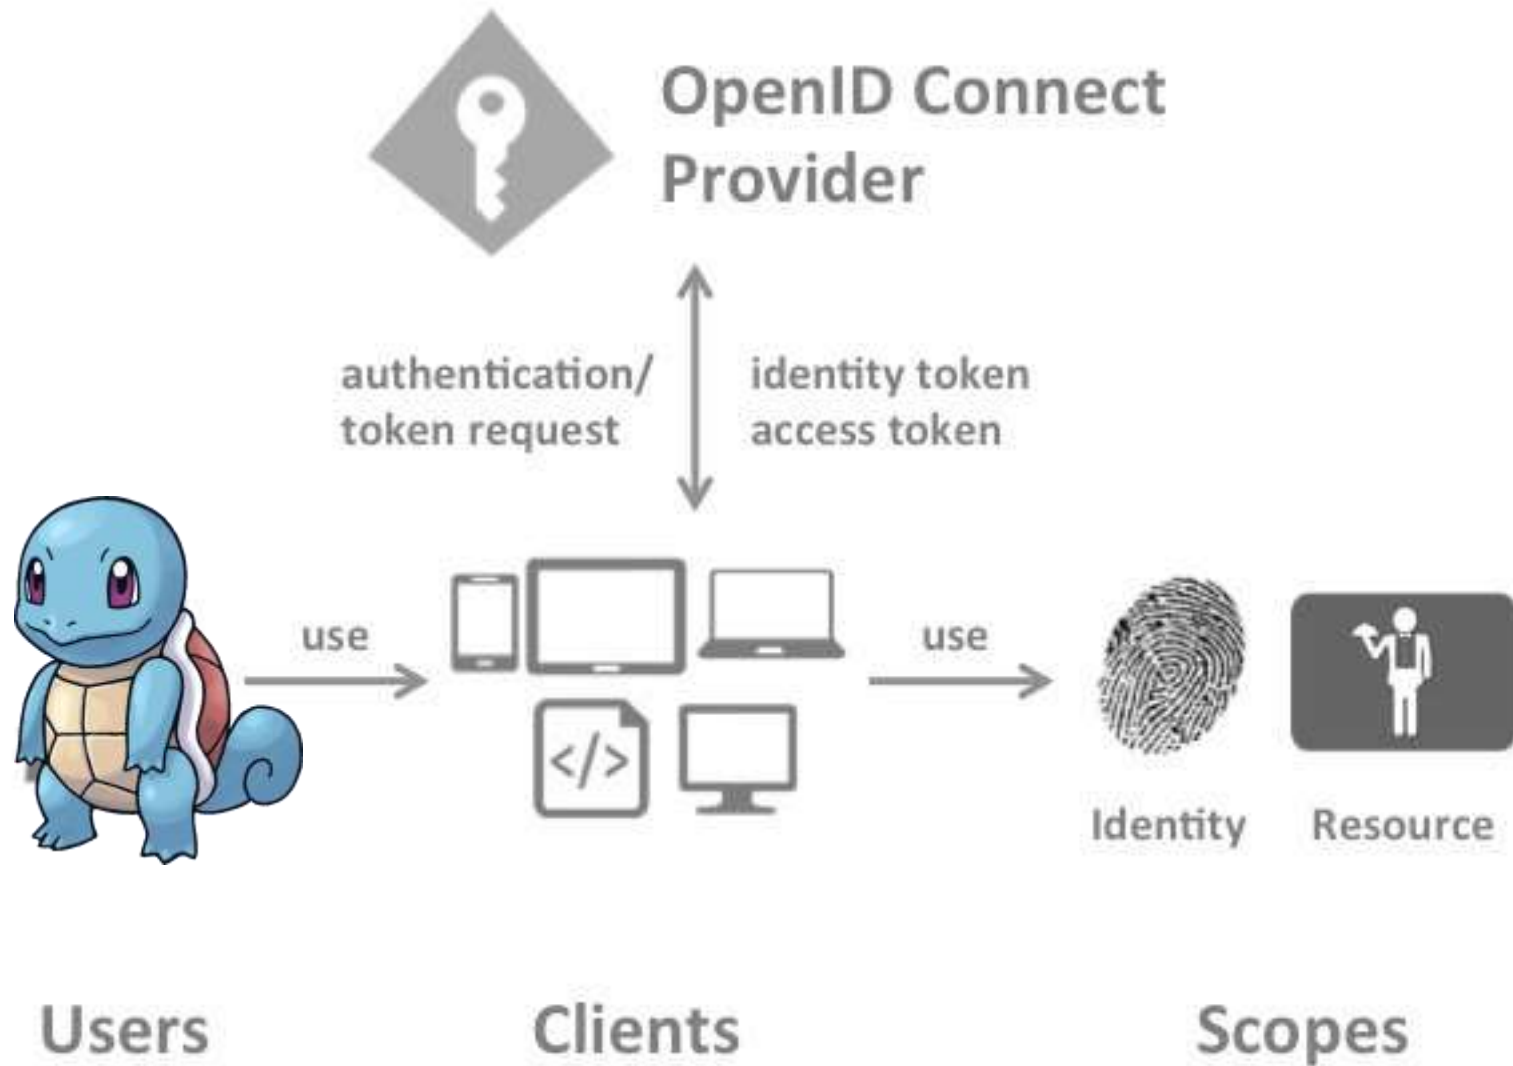 OpenID Connect
Provider
authentication/
token request
identity token
access token
use
use
</>
Identity
Resource
Users
Clients
Scopes